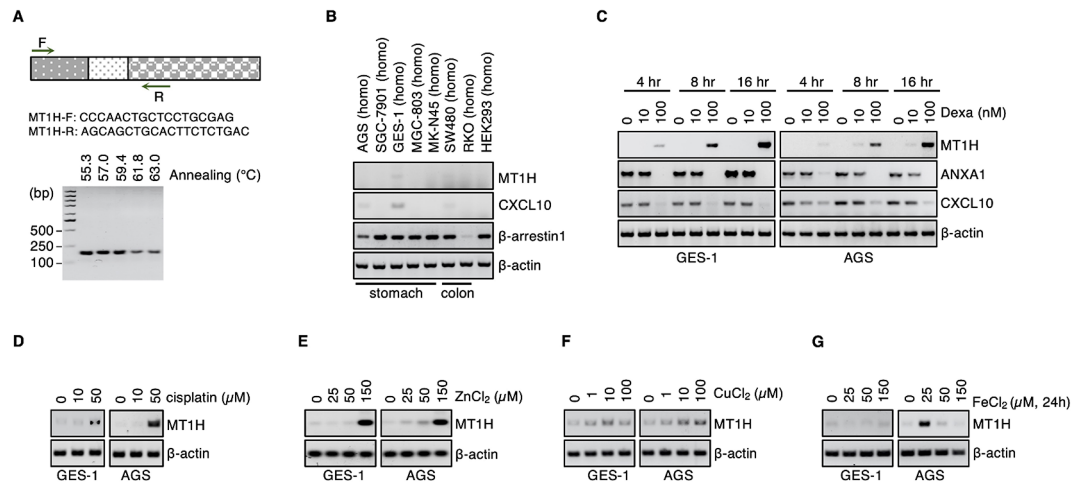 A
F
R
MT1H-F: CCCAACTGCTCCTGCGAG
MT1H-R: AGCAGCTGCACTTCTCTGAC
55.3 57.0 59.4 61.8 63.0 Annealing (°C)
(bp)
500
250
100
B
AGS (homo)
SGC-7901 (homo)
GES-1 (homo)
MGC-803 (homo)
MK-N45 (homo)
SW480 (homo)
RKO (homo)
HEK293 (homo)
MT1H
CXCL10
β-arrestin1
β-actin
stomach colon
C
4 hr 8 hr 16 hr 4 hr 8 hr 16 hr
0 10 100 0 10 100 0 10 100 0 10 100 0 10 100 0 10 100 Dexa (nM)
MT1H
ANXA1
CXCL10
β-actin
GES-1 AGS
D
0 10 50 0 10 50 cisplatin (µM)
MT1H
β-actin
GES-1 AGS
E
0 25 50 150 0 25 50 150 ZnCl₂ (µM)
MT1H
β-actin
GES-1 AGS
F
0 1 10 100 0 1 10 100 CuCl₂ (µM)
MT1H
β-actin
GES-1 AGS
G
0 25 50 150 0 25 50 150 FeCl₂ (µM, 24h)
MT1H
β-actin
GES-1 AGS